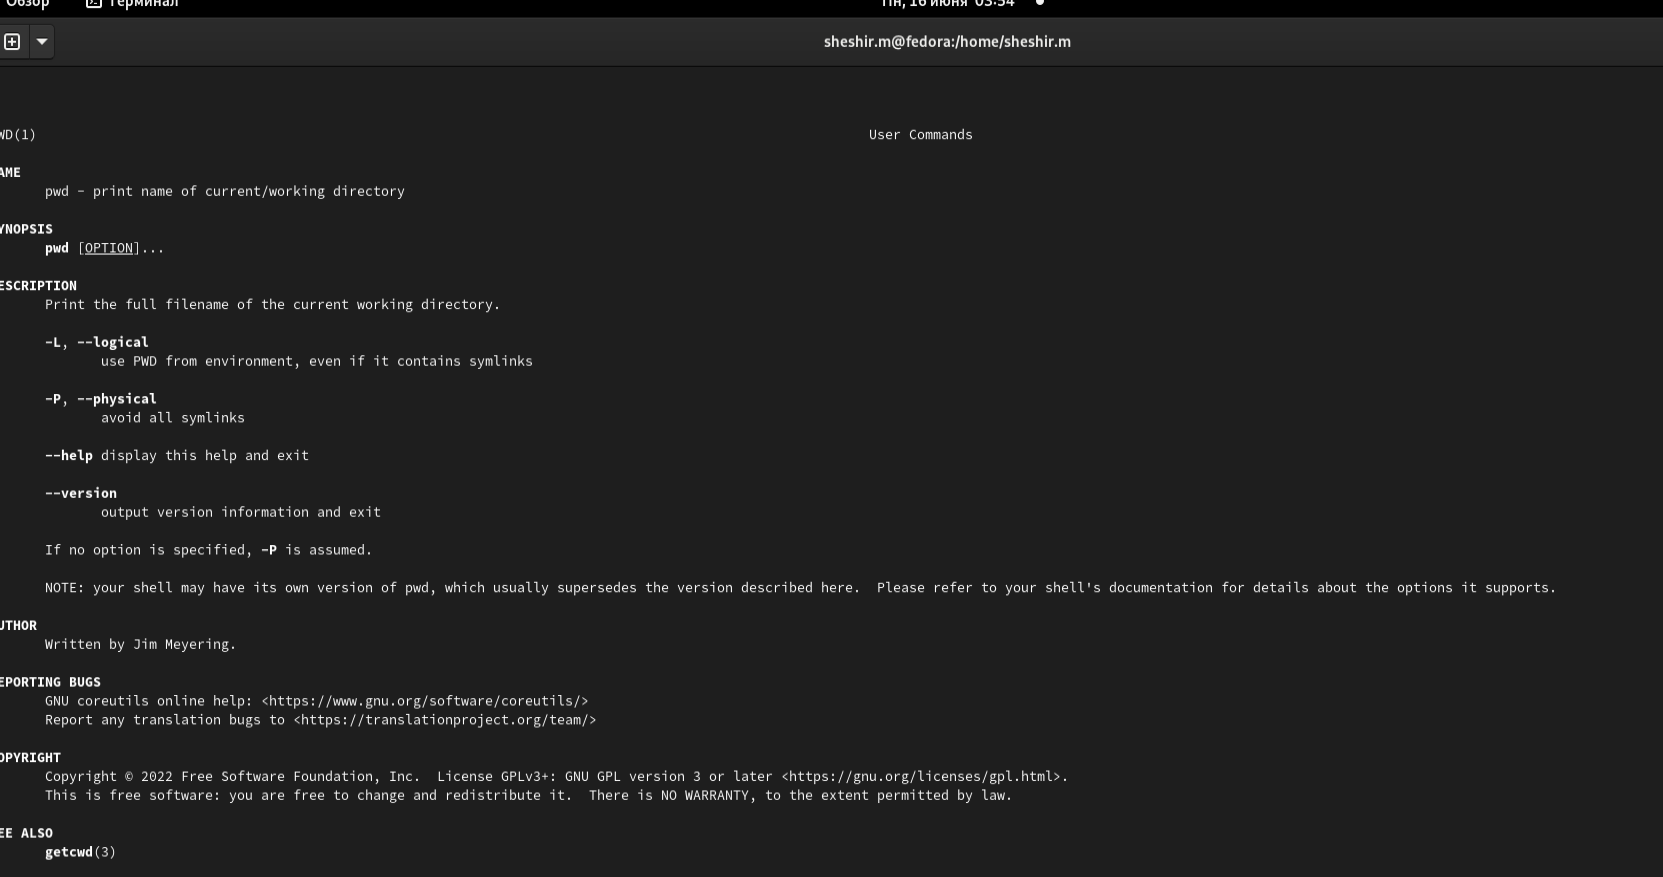 Обзор Терминал Пн, 16 июня 03:54
sheshir.m@fedora:/home/sheshir.m
WD(1) User Commands
AME
pwd - print name of current/working directory
YNOPSIS
pwd [OPTION]...
ESCRIPTION
Print the full filename of the current working directory.
-L, --logical
use PWD from environment, even if it contains symlinks
-P, --physical
avoid all symlinks
--help display this help and exit
--version
output version information and exit
If no option is specified, -P is assumed.
NOTE: your shell may have its own version of pwd, which usually supersedes the version described here.  Please refer to your shell's documentation for details about the options it supports.
UTHOR
Written by Jim Meyering.
EPORTING BUGS
GNU coreutils online help: <https://www.gnu.org/software/coreutils/>
Report any translation bugs to <https://translationproject.org/team/>
OPYRIGHT
Copyright © 2022 Free Software Foundation, Inc.  License GPLv3+: GNU GPL version 3 or later <https://gnu.org/licenses/gpl.html>.
This is free software: you are free to change and redistribute it.  There is NO WARRANTY, to the extent permitted by law.
EE ALSO
getcwd(3)